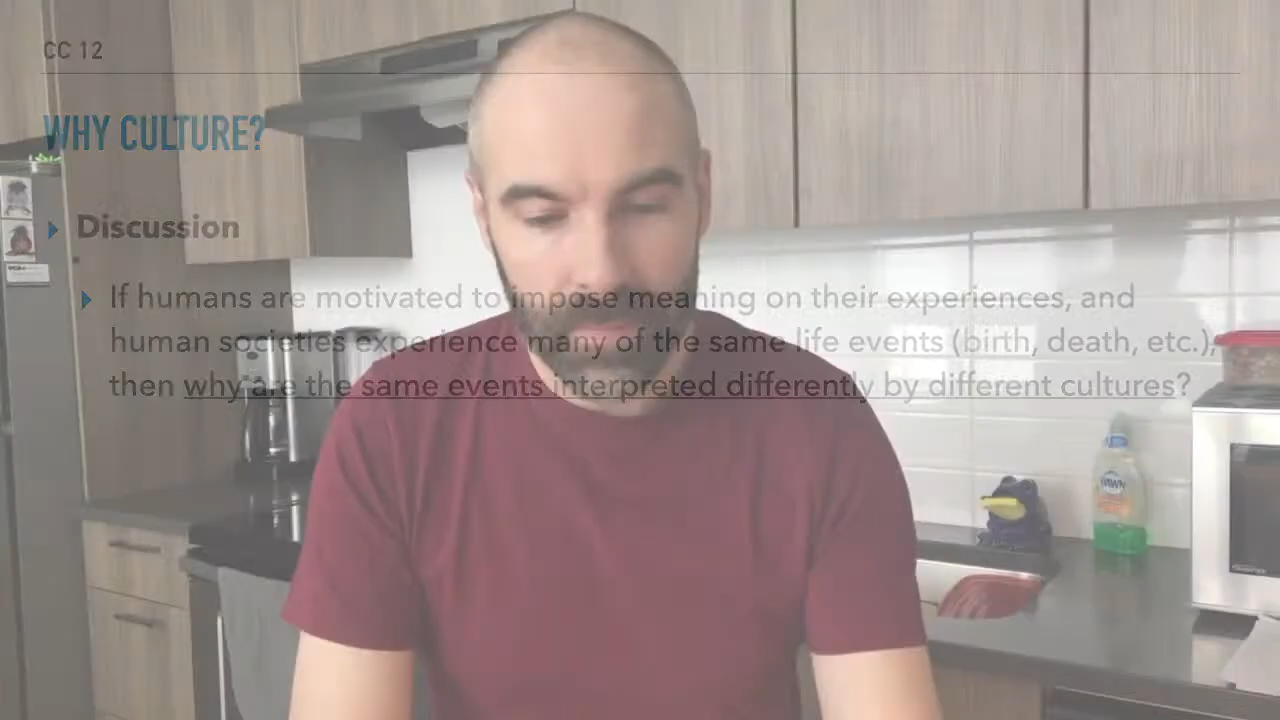 CC 12
WHY CULTURE?
Discussion
If humans are motivated to impose meaning on their experiences, and
human societies experience many of the same life events (birth, death, etc.),
then why are the same events interpreted differently by different cultures?
DAWN